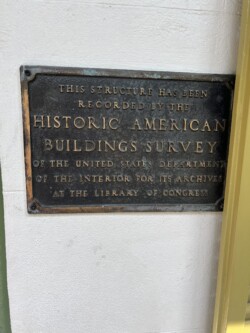 THIS STRUCTURE HAS BEEN
RECORDED BY THE
HISTORIC AMERICAN
BUILDINGS SURVEY
OF THE UNITED STATES DEPARTMENT
OF THE INTERIOR FOR ITS ARCHIVES
AT THE LIBRARY OF CONGRESS